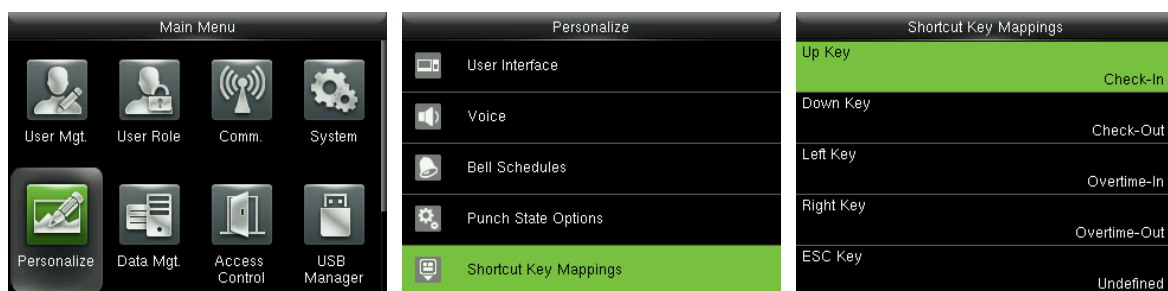 Main Menu
User Mgt.
User Role
Comm.
System
Personalize
Data Mgt.
Access
Control
USB
Manager
Personalize
User Interface
Voice
Bell Schedules
Punch State Options
Shortcut Key Mappings
Shortcut Key Mappings
Up Key
Check-In
Down Key
Check-Out
Left Key
Overtime-In
Right Key
Overtime-Out
ESC Key
Undefined